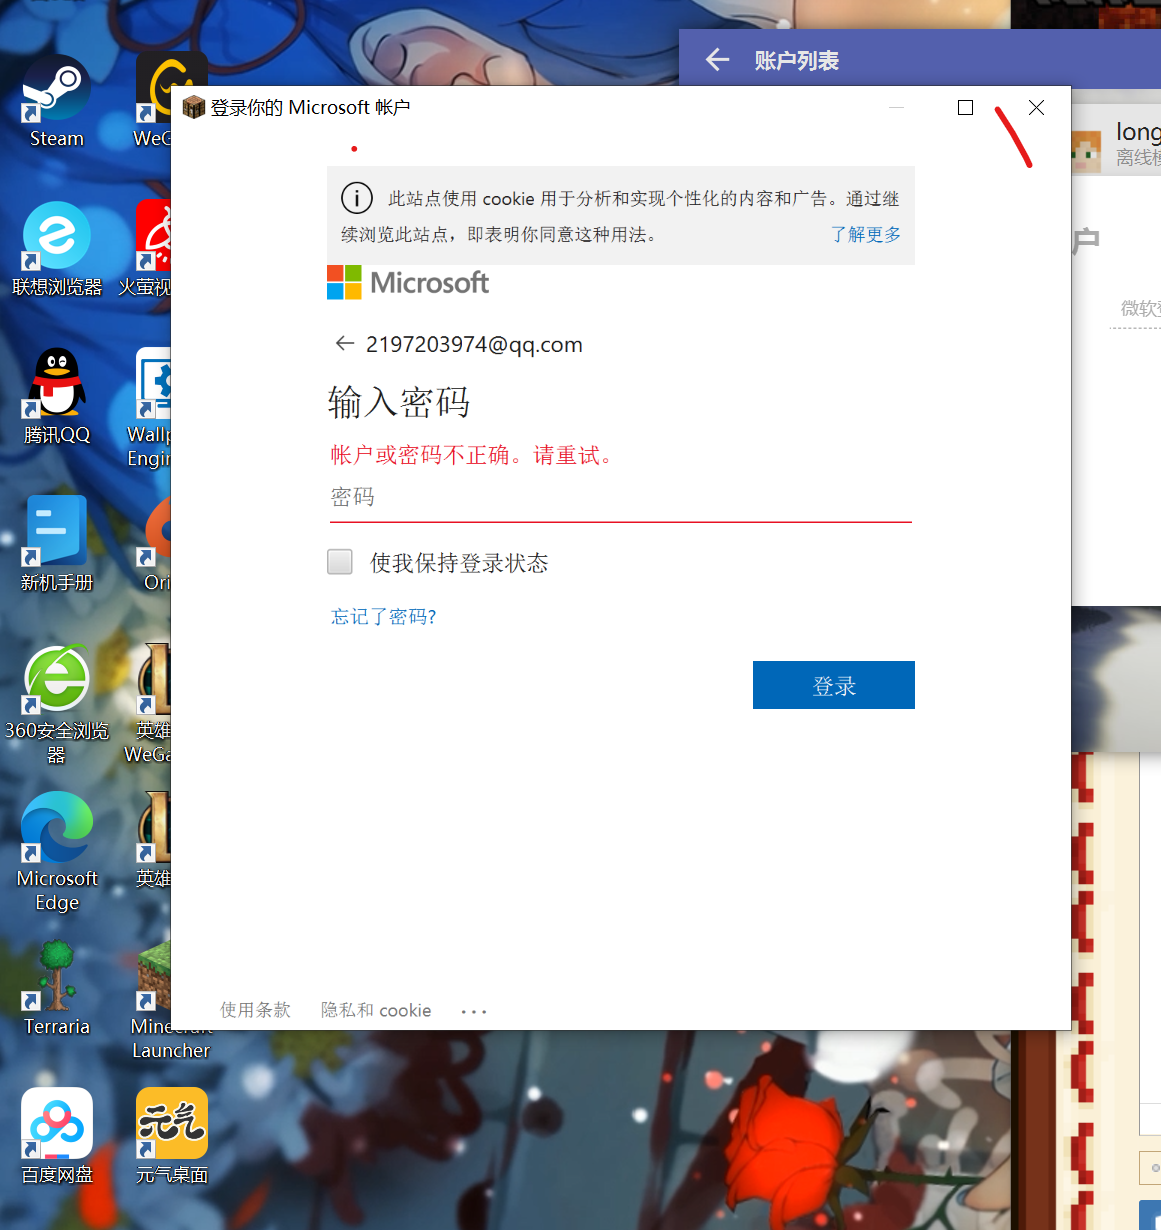 账户列表
登录你的 Microsoft 帐户
long
离线
此站点使用 cookie 用于分析和实现个性化的内容和广告。通过继
续浏览此站点，即表明你同意这种用法。 了解更多
Microsoft
户
微软
2197203974@qq.com
输入密码
帐户或密码不正确。请重试。
密码
使我保持登录状态
忘记了密码?
登录
使用条款 隐私和 cookie ...
Steam
WeG
联想浏览器
火萤视
腾讯QQ
Wallp
Engin
新机手册
Ori
360安全浏览
器
英雄
WeGa
Microsoft
Edge
英雄
Terraria
Minecraft
Launcher
百度网盘
元气
元气桌面